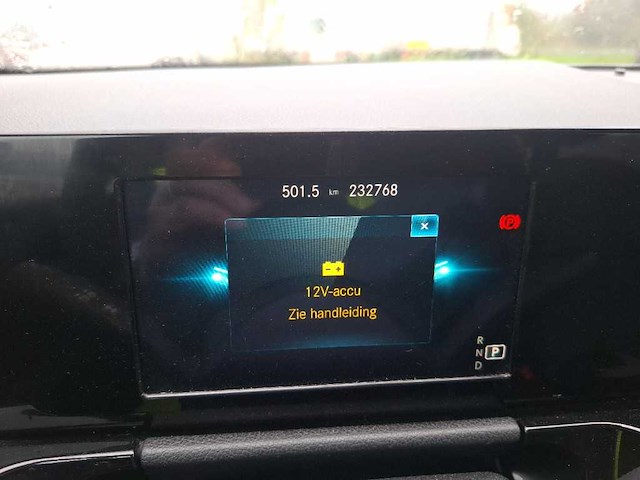 501.5 km 232768
×
(P)
- +
12V-accu
Zie handleiding
R
N P
D